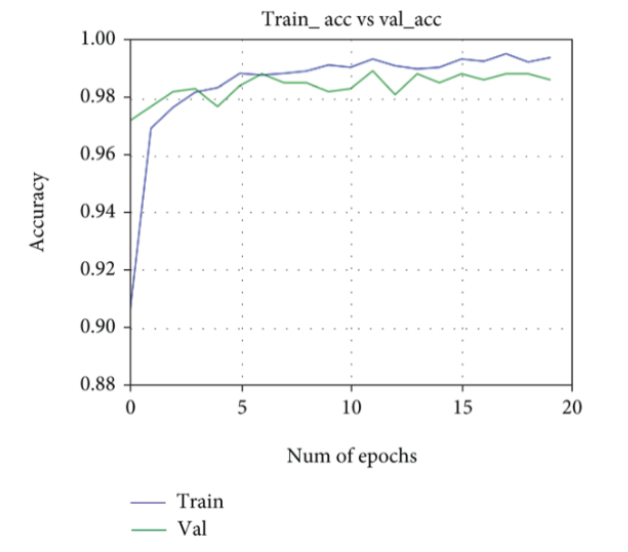 Train_ acc vs val_acc
1.00
0.98
0.96
0.94
0.92
0.90
0.88
Accuracy
0 5 10 15 20
Num of epochs
Train
Val